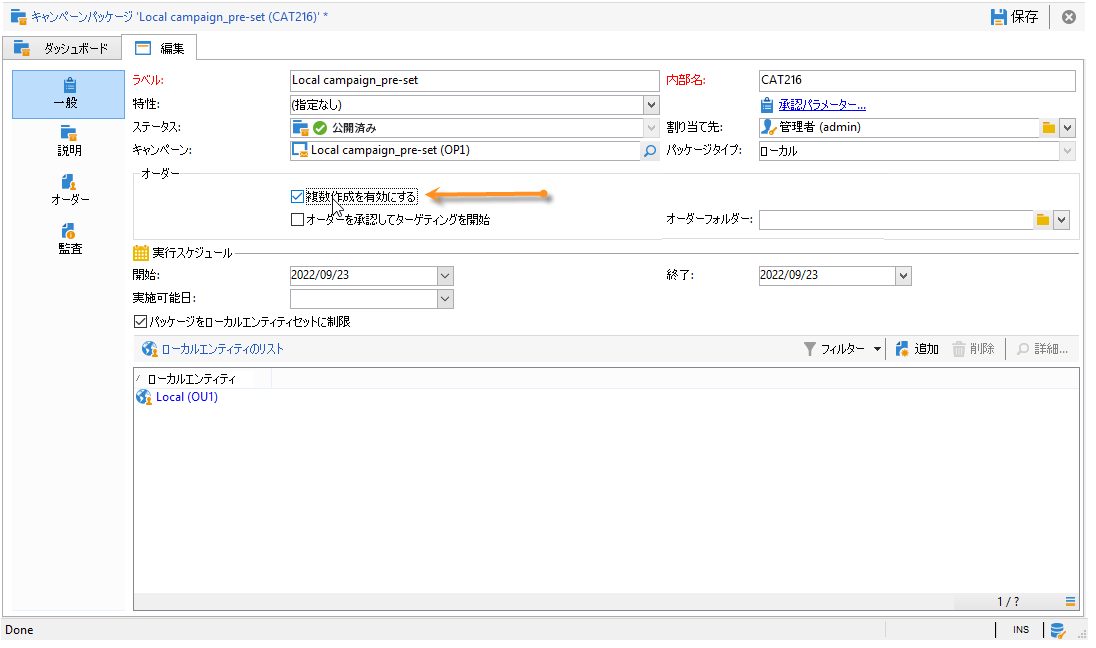 キャンペーンパッケージ 'Local campaign_pre-set (CAT216)' *
保存
ダッシュボード
編集
一般
説明
オーダー
監査
ラベル:
Local campaign_pre-set
内部名:
CAT216
特性:
(指定なし)
承認パラメーター...
ステータス:
公開済み
割り当て先:
管理者 (admin)
キャンペーン:
Local campaign_pre-set (OP1)
パッケージタイプ:
ローカル
オーダー
複数作成を有効にする
オーダーを承認してターゲティングを開始
オーダーフォルダー:
実行スケジュール
開始:
2022/09/23
終了:
2022/09/23
実施可能日:
パッケージをローカルエンティティセットに制限
ローカルエンティティのリスト
フィルター
追加
削除
詳細...
ローカルエンティティ
Local (OU1)
1 / ?
Done
INS